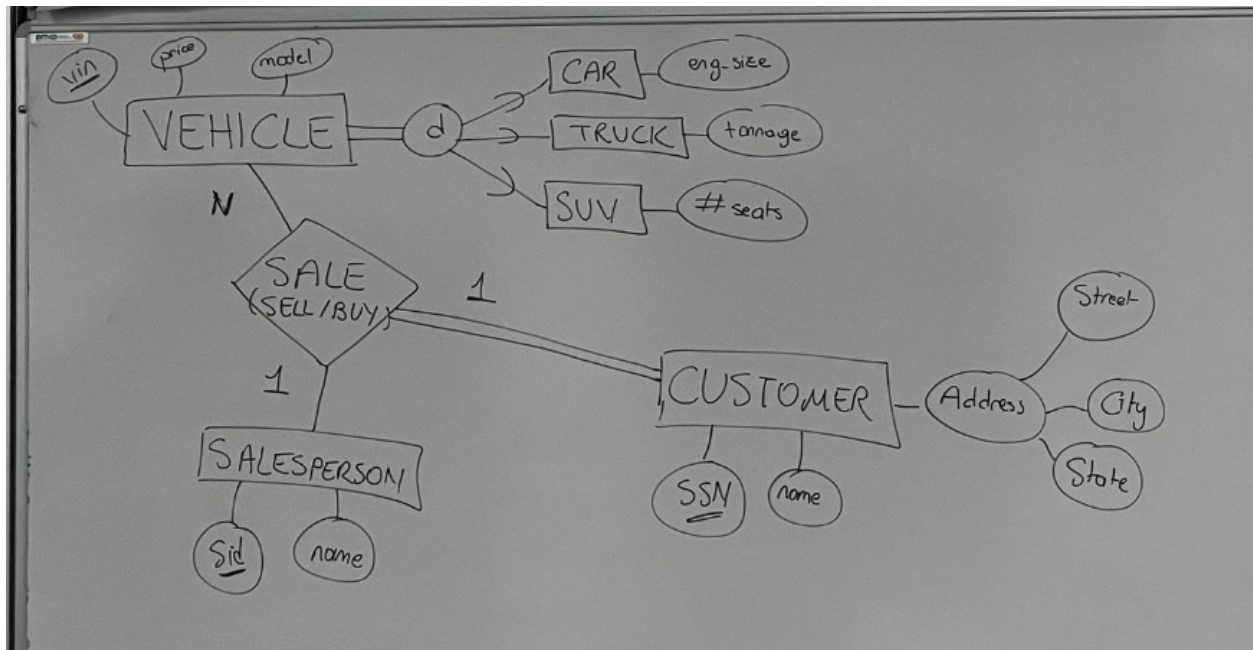 vin
price
model
VEHICLE
d
CAR
eng-size
TRUCK
tonnage
SUV
# seats
N
SALE
(SELL/BUY)
1
1
Street
CUSTOMER
Address
City
State
SALESPERSON
SSN
name
Sid
name